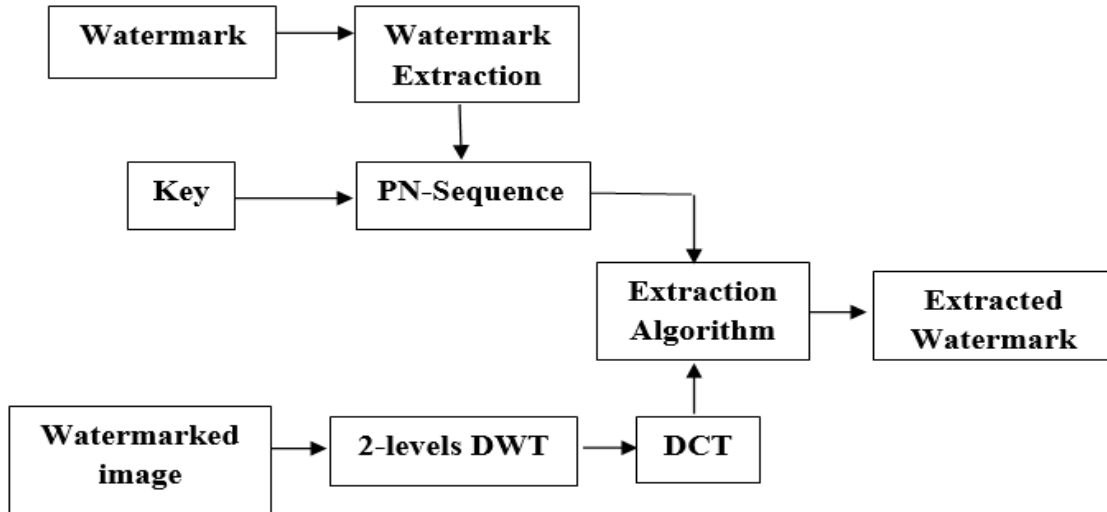 Watermark
Watermark
Extraction
Key
PN-Sequence
Extraction
Algorithm
Extracted
Watermark
Watermarked
image
2-levels DWT
DCT